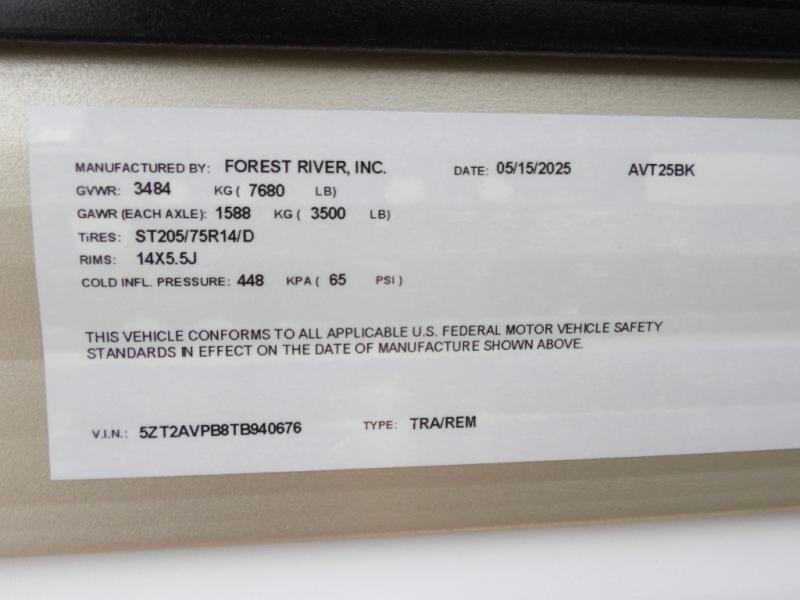 MANUFACTURED BY: FOREST RIVER, INC. DATE: 05/15/2025 AVT25BK
GVWR: 3484 KG ( 7680 LB)
GAWR (EACH AXLE): 1588 KG ( 3500 LB)
TIRES: ST205/75R14/D
RIMS: 14X5.5J
COLD INFL. PRESSURE: 448 KPA ( 65 PSI )
THIS VEHICLE CONFORMS TO ALL APPLICABLE U.S. FEDERAL MOTOR VEHICLE SAFETY
STANDARDS IN EFFECT ON THE DATE OF MANUFACTURE SHOWN ABOVE.
V.I.N.: 5ZT2AVPB8TB940676 TYPE: TRA/REM